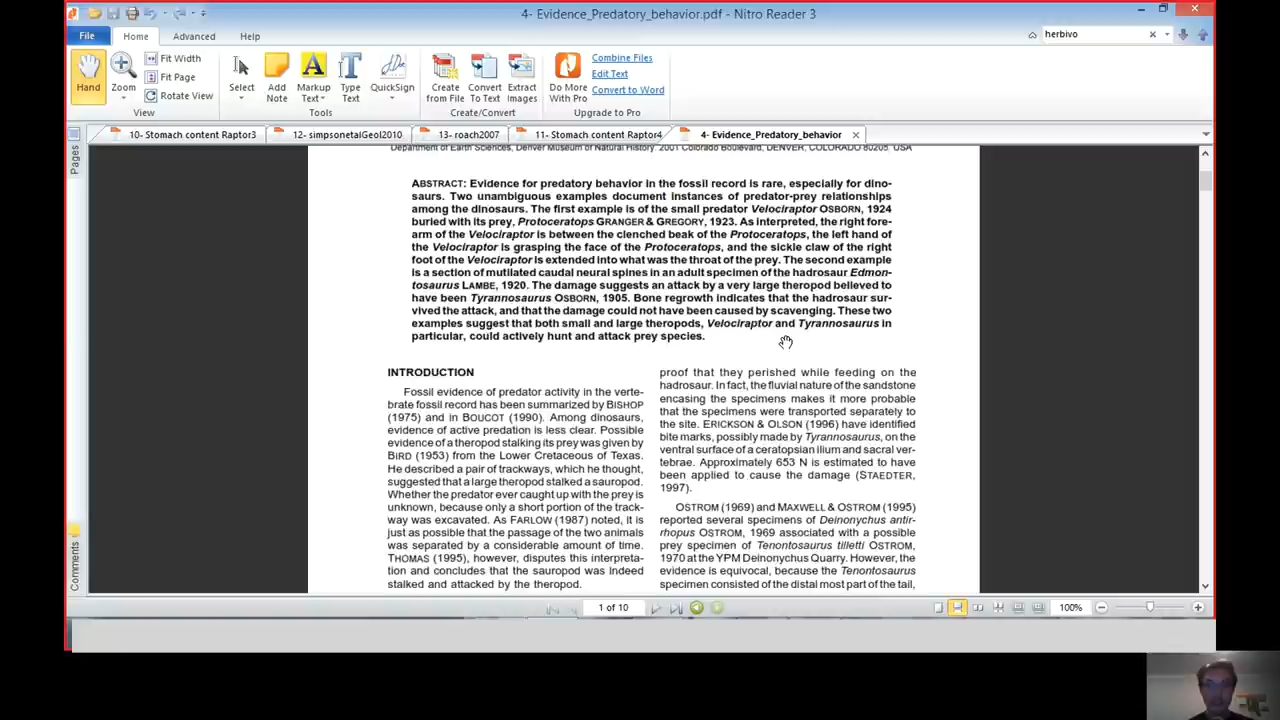 4- Evidence_Predatory_behavior.pdf - Nitro Reader 3
File
Home
Advanced
Help
herbivo
Hand
Zoom
Fit Width
Fit Page
Rotate View
View
Select
Add
Note
Markup
Text
Type
Text
QuickSign
Tools
Create
from File
Convert
To Text
Extract
Images
Create/Convert
Do More
With Pro
Combine Files
Edit Text
Convert to Word
Upgrade to Pro
10- Stomach content Raptor3
12- simpsonetalGeol2010
13- roach2007
11- Stomach content Raptor4
4- Evidence_Predatory_behavior
Pages
Department of Earth Sciences, Denver Museum of Natural History. 2001 Colorado Boulevard, DENVER, COLORADO 80205. USA
ABSTRACT: Evidence for predatory behavior in the fossil record is rare, especially for dino-
saurs. Two unambiguous examples document instances of predator-prey relationships
among the dinosaurs. The first example is of the small predator Velociraptor OSBORN, 1924
buried with its prey, Protoceratops GRANGER & GREGORY, 1923. As interpreted, the right fore-
arm of the Velociraptor is between the clenched beak of the Protoceratops, the left hand of
the Velociraptor is grasping the face of the Protoceratops, and the sickle claw of the right
foot of the Velociraptor is extended into what was the throat of the prey. The second example
is a section of mutilated caudal neural spines in an adult specimen of the hadrosaur Edmon-
tosaurus LAMBE, 1920. The damage suggests an attack by a very large theropod believed to
have been Tyrannosaurus OSBORN, 1905. Bone regrowth indicates that the hadrosaur sur-
vived the attack, and that the damage could not have been caused by scavenging. These two
examples suggest that both small and large theropods, Velociraptor and Tyrannosaurus in
particular, could actively hunt and attack prey species.
INTRODUCTION
Fossil evidence of predator activity in the verte-
brate fossil record has been summarized by BISHOP
(1975) and in BOUCOT (1990). Among dinosaurs,
evidence of active predation is less clear. Possible
evidence of a theropod stalking its prey was given by
BIRD (1953) from the Lower Cretaceous of Texas.
He described a pair of trackways, which he thought,
suggested that a large theropod stalked a sauropod.
Whether the predator ever caught up with the prey is
unknown, because only a short portion of the track-
way was excavated. As FARLOW (1987) noted, it is
just as possible that the passage of the two animals
was separated by a considerable amount of time.
THOMAS (1995), however, disputes this interpreta-
tion and concludes that the sauropod was indeed
stalked and attacked by the theropod.
proof that they perished while feeding on the
hadrosaur. In fact, the fluvial nature of the sandstone
encasing the specimens makes it more probable
that the specimens were transported separately to
the site. ERICKSON & OLSON (1996) have identified
bite marks, possibly made by Tyrannosaurus, on the
ventral surface of a ceratopsian ilium and sacral ver-
tebrae. Approximately 653 N is estimated to have
been applied to cause the damage (STAEDTER,
1997).
OSTROM (1969) and MAXWELL & OSTROM (1995)
reported several specimens of Deinonychus antir-
rhopus OSTROM, 1969 associated with a possible
prey specimen of Tenontosaurus tilletti OSTROM,
1970 at the YPM Deinonychus Quarry. However, the
evidence is equivocal, because the Tenontosaurus
specimen consisted of the distal most part of the tail,
Comments
1 of 10
100%